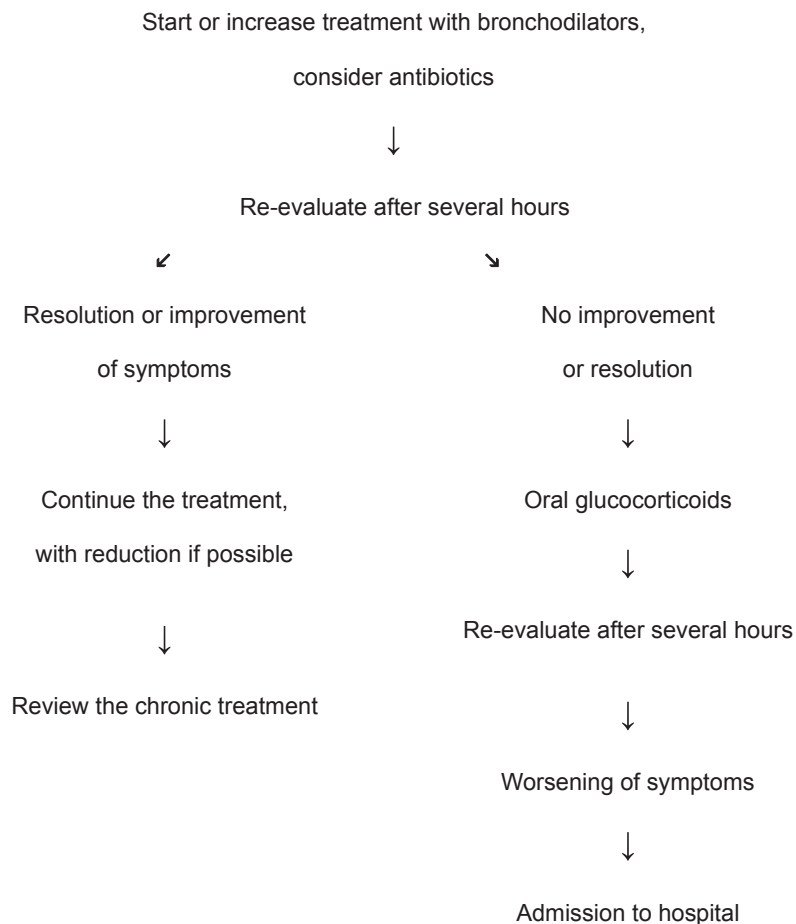 Start or increase treatment with bronchodilators,
consider antibiotics
↓
Re-evaluate after several hours
↙ ↘
Resolution or improvement
of symptoms
↓
Continue the treatment,
with reduction if possible
↓
Review the chronic treatment
No improvement
or resolution
↓
Oral glucocorticoids
↓
Re-evaluate after several hours
↓
Worsening of symptoms
↓
Admission to hospital